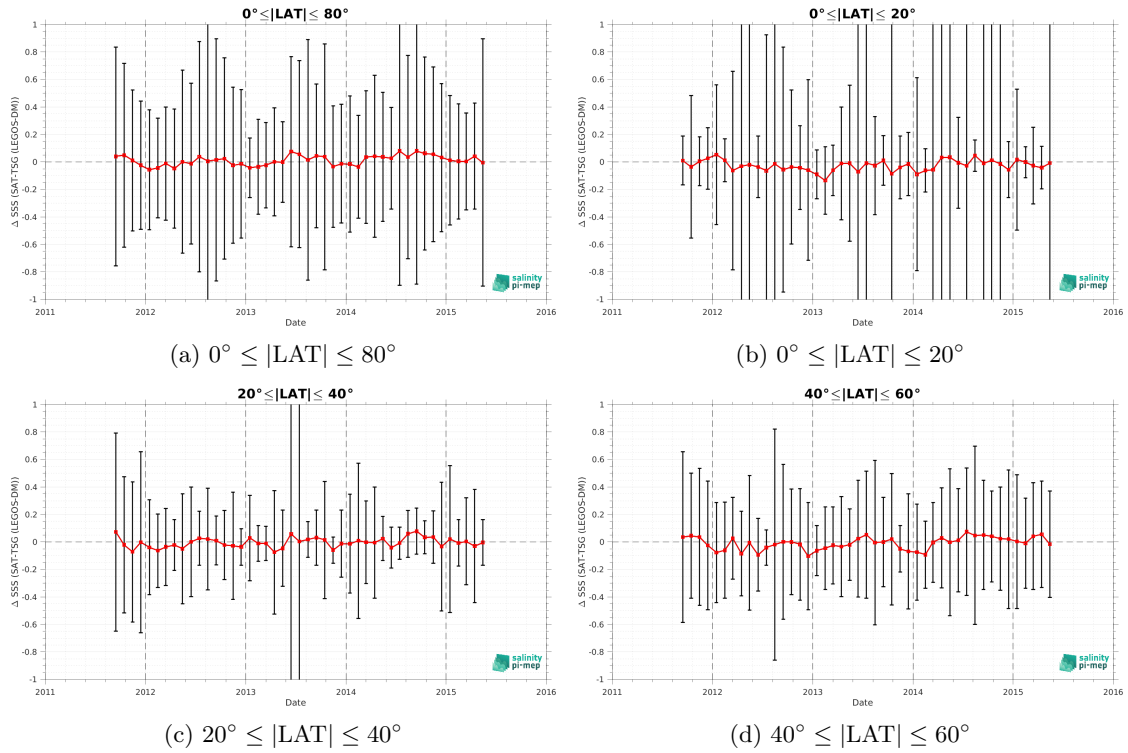 0°≤|LAT|≤ 80°
1
0.8
0.6
0.4
0.2
0
-0.2
-0.4
-0.6
-0.8
-1
Δ SSS (SAT-TSG (LEGOS-DM))
salinity
pi-mep
2011 2012 2013 2014 2015 2016
Date
(a) 0° ≤ |LAT| ≤ 80°
0°≤|LAT|≤ 20°
1
0.8
0.6
0.4
0.2
0
-0.2
-0.4
-0.6
-0.8
-1
Δ SSS (SAT-TSG (LEGOS-DM))
salinity
pi-mep
2011 2012 2013 2014 2015 2016
Date
(b) 0° ≤ |LAT| ≤ 20°
20°≤|LAT|≤ 40°
1
0.8
0.6
0.4
0.2
0
-0.2
-0.4
-0.6
-0.8
-1
Δ SSS (SAT-TSG (LEGOS-DM))
salinity
pi-mep
2011 2012 2013 2014 2015 2016
Date
(c) 20° ≤ |LAT| ≤ 40°
40°≤|LAT|≤ 60°
1
0.8
0.6
0.4
0.2
0
-0.2
-0.4
-0.6
-0.8
-1
Δ SSS (SAT-TSG (LEGOS-DM))
salinity
pi-mep
2011 2012 2013 2014 2015 2016
Date
(d) 40° ≤ |LAT| ≤ 60°